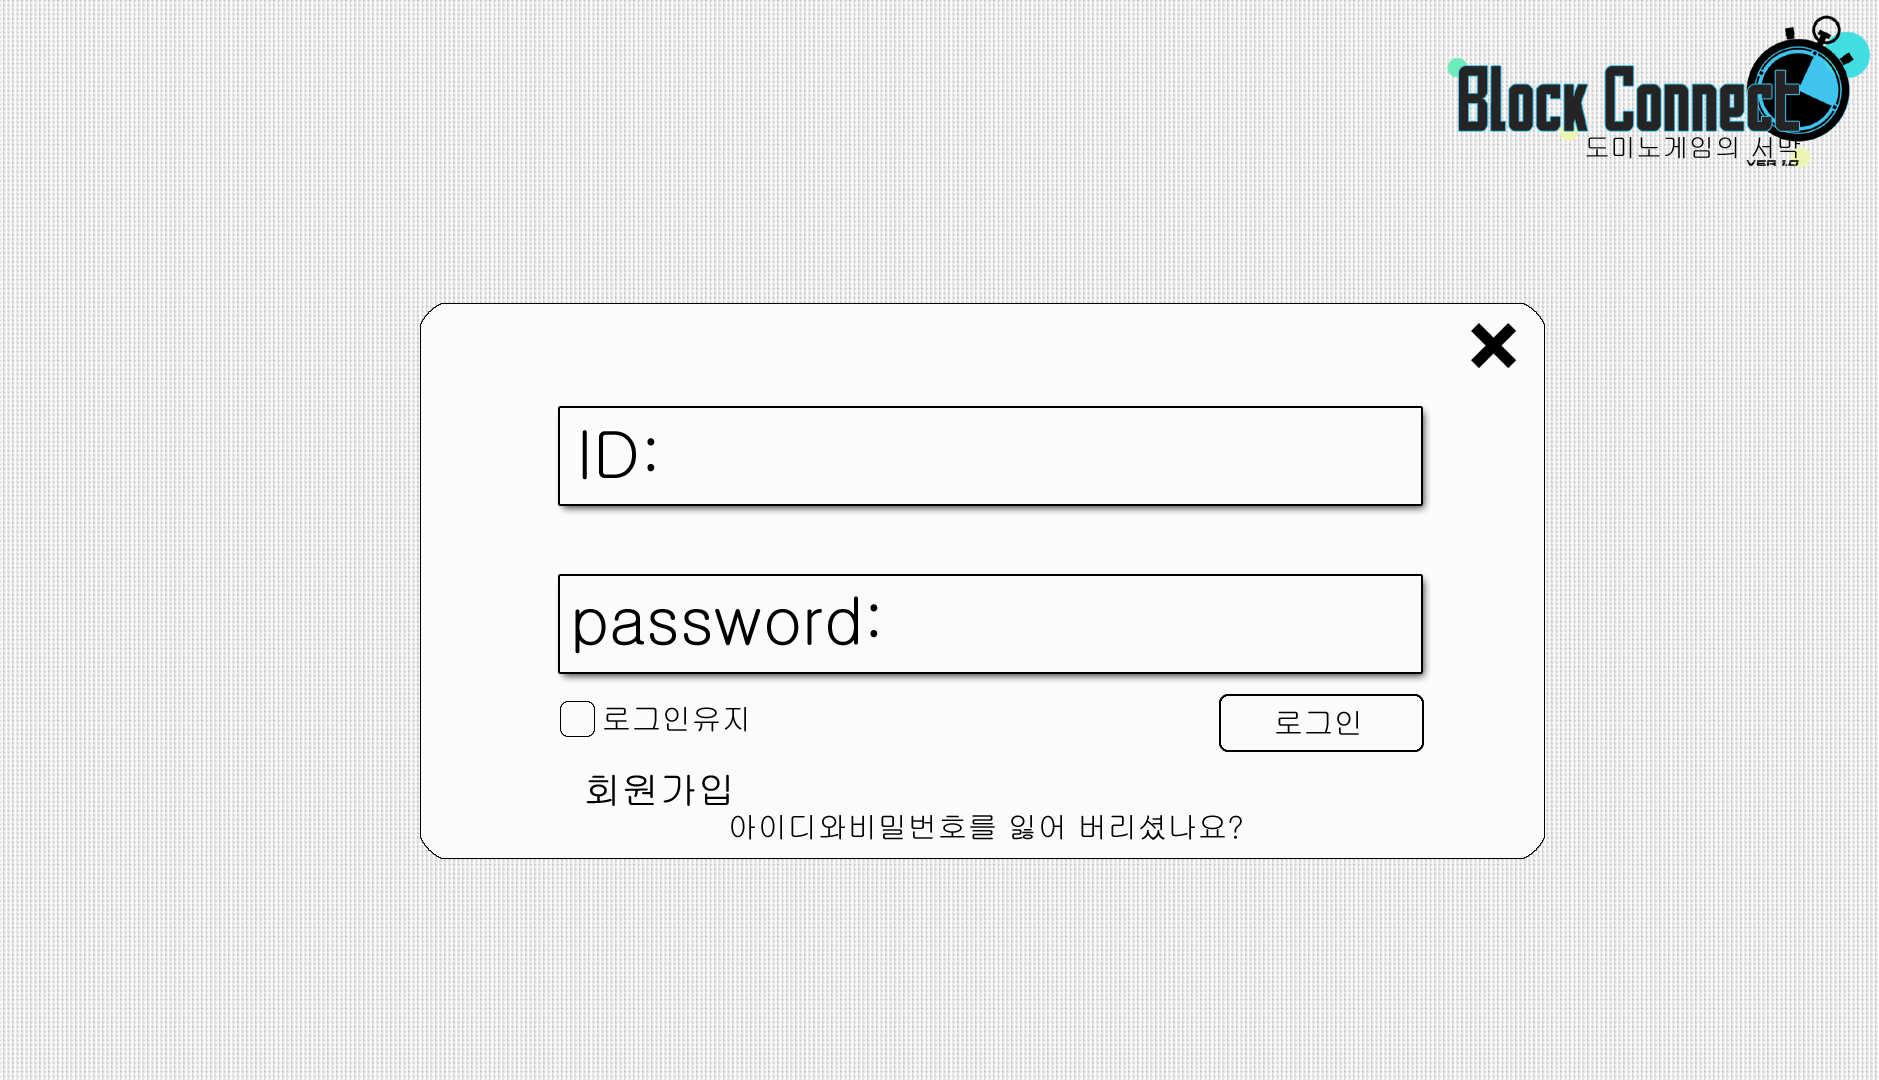 Block Connect
도미노게임의 서막
VER 1.0
ID:
password:
로그인유지
로그인
회원가입
아이디와비밀번호를 잃어 버리셨나요?